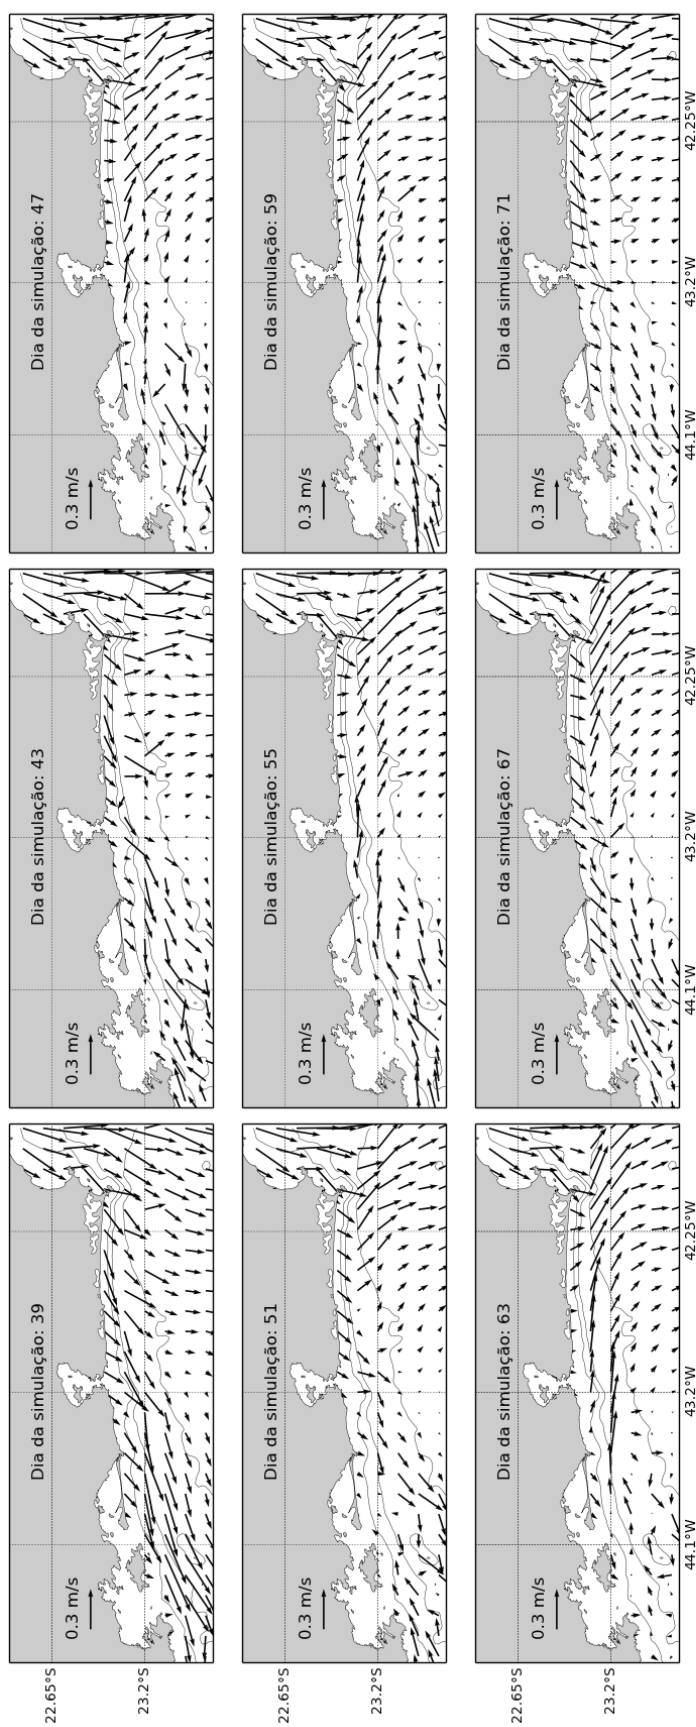 Dia da simulação: 39
0.3 m/s
Dia da simulação: 43
0.3 m/s
Dia da simulação: 47
0.3 m/s
22.65°S
23.2°S
Dia da simulação: 51
0.3 m/s
Dia da simulação: 55
0.3 m/s
Dia da simulação: 59
0.3 m/s
22.65°S
23.2°S
Dia da simulação: 63
0.3 m/s
Dia da simulação: 67
0.3 m/s
Dia da simulação: 71
0.3 m/s
22.65°S
23.2°S
44.1°W
43.2°W
42.25°W
44.1°W
43.2°W
42.25°W
44.1°W
43.2°W
42.25°W